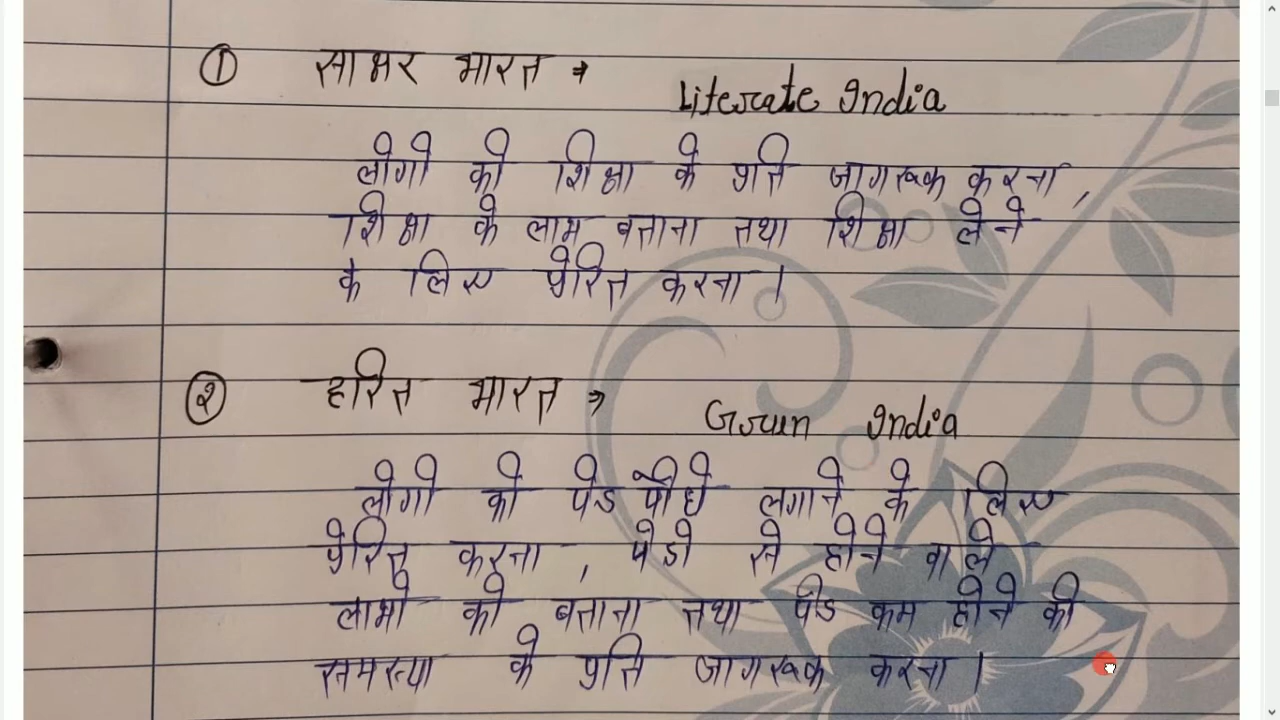 ① साक्षर भारत → Literate India
लोगो को शिक्षा के प्रति जागरूक करना,
शिक्षा के लाभ बताना तथा शिक्षा लेने
के लिए प्रेरित करना।
② हरित भारत → Green India
लोगो को पेड पौधे लगाने के लिए
प्रेरित करना, पेडो से होने वाले
लाभो को बताना तथा पेड कम होने की
समस्या के प्रति जागरूक करना।